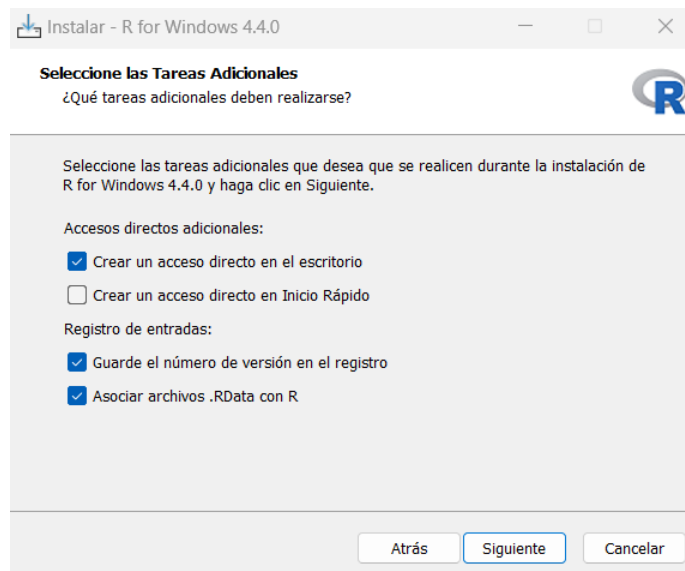 Instalar - R for Windows 4.4.0
Seleccione las Tareas Adicionales
¿Qué tareas adicionales deben realizarse?
R
Seleccione las tareas adicionales que desea que se realicen durante la instalación de
R for Windows 4.4.0 y haga clic en Siguiente.
Accesos directos adicionales:
Crear un acceso directo en el escritorio
Crear un acceso directo en Inicio Rápido
Registro de entradas:
Guarde el número de versión en el registro
Asociar archivos .RData con R
Atrás Siguiente Cancelar